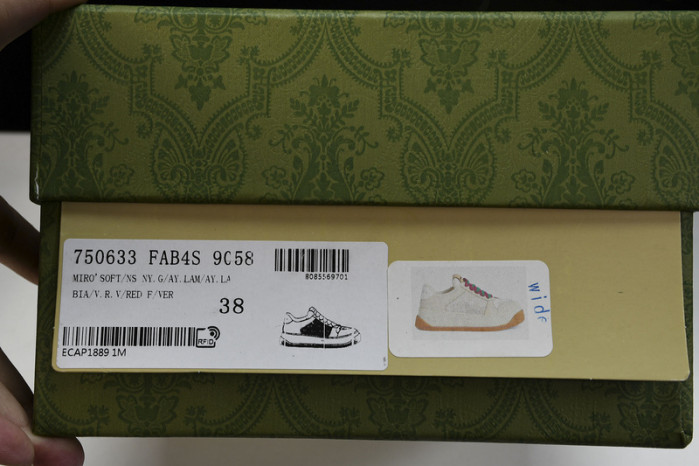 750633 FAB4S 9058
8085569701
MIRO'SOFT/NS NY.G/AY.LAM/AY.LA
BIA/V.R.V/RED F/VER
38
RFID
ECAP1889 1M
wide